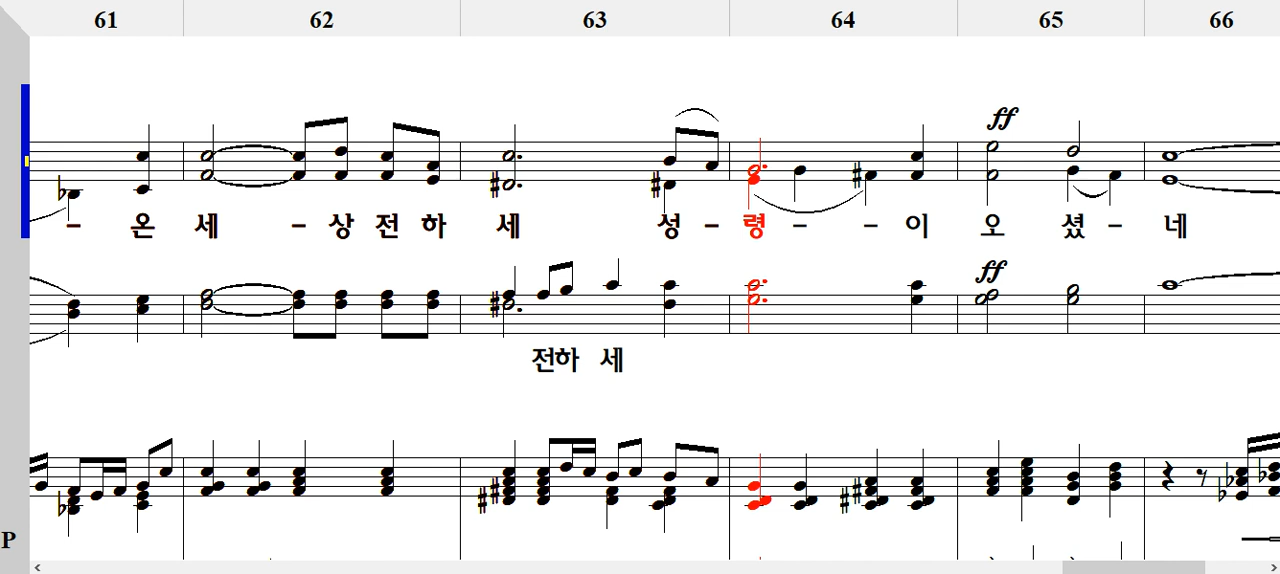 61 62 63 64 65 66
ff
- 온 세 - 상 전 하 세 성 - 령 - - 이 오 셨 - 네
ff
전하 세
P